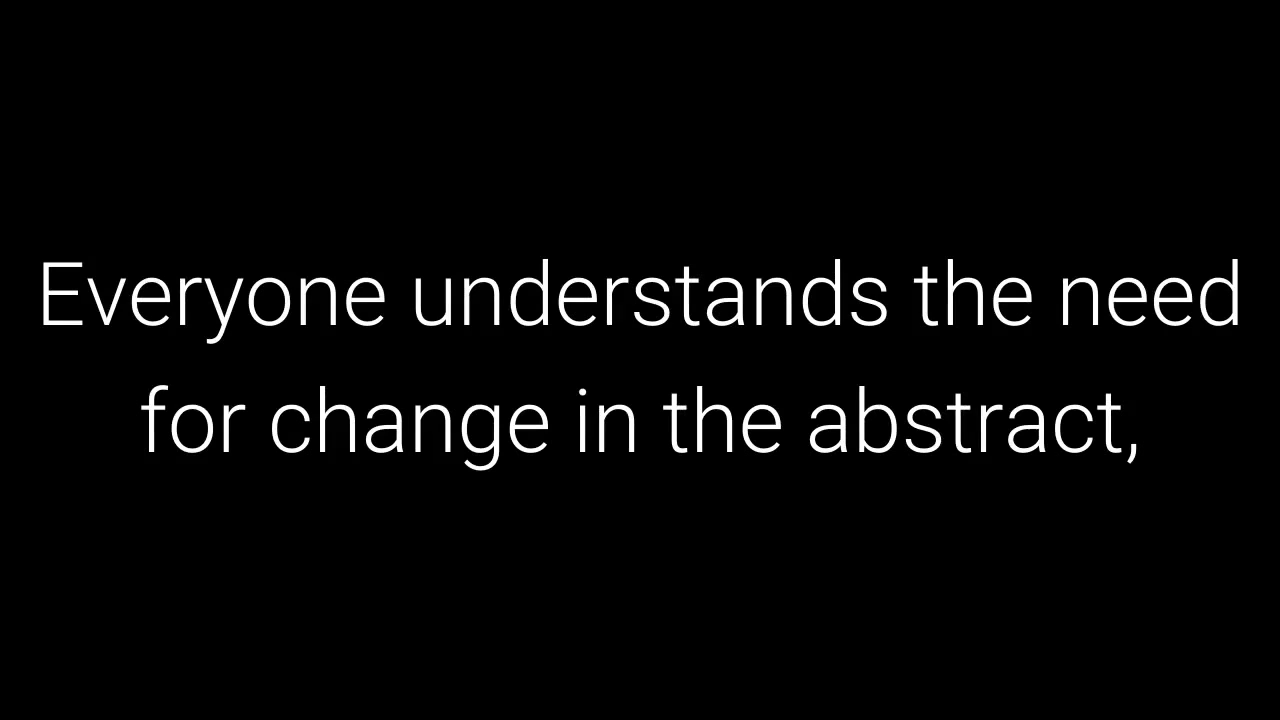 Everyone understands the need
for change in the abstract,